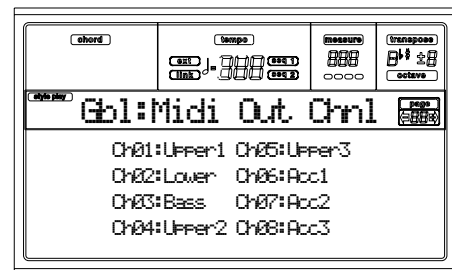 chord tempo measure transpose
ext seq 1
link seq 2
octave
style play
Gbl:Midi Out Chnl page
Ch01:Upper1 Ch05:Upper3
Ch02:Lower Ch06:Acc1
Ch03:Bass Ch07:Acc2
Ch04:Upper2 Ch08:Acc3